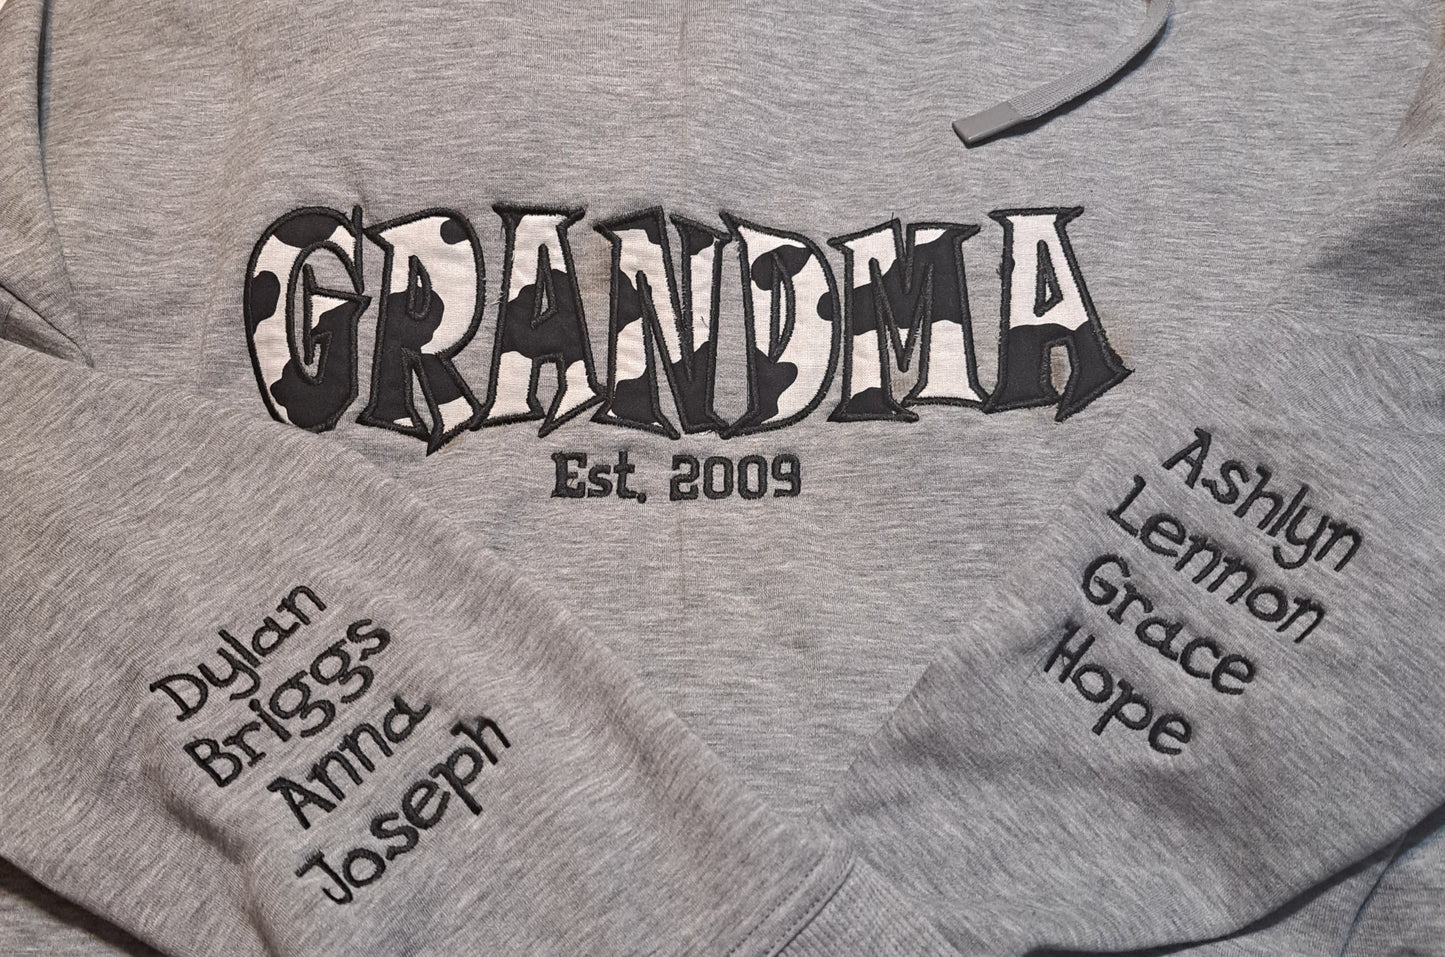 GRANDMA
Est. 2009
Dylan
Briggs
Anna
Joseph
Ashlyn
Lennon
Grace
Hope